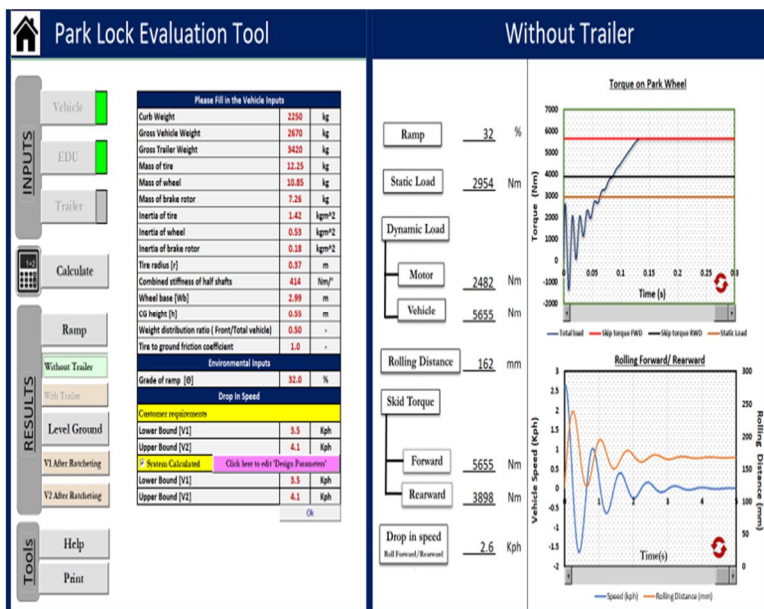 Park Lock Evaluation Tool
Without Trailer
INPUTS
Vehicle
EDU
Trailer
Calculate
RESULTS
Ramp
Without Trailer
With Trailer
Level Ground
V1 After Ratcheting
V2 After Ratcheting
Tools
Help
Print
Please Fill in the Vehicle Inputs
Curb Weight 2250 kg
Gross Vehicle Weight 2670 kg
Gross Trailer Weight 3420 kg
Mass of tire 12.25 kg
Mass of wheel 10.85 kg
Mass of brake rotor 7.26 kg
Inertia of tire 1.42 kgm^2
Inertia of wheel 0.53 kgm^2
Inertia of brake rotor 0.18 kgm^2
Tire radius [r] 0.37 m
Combined stiffness of half shafts 414 Nm/°
Wheel base [Wb] 2.99 m
CG height [h] 0.55 m
Weight distribution ratio ( Front/Total vehicle) 0.50 -
Tire to ground friction coefficient 1.0 -
Environmental Inputs
Grade of ramp [Θ] 32.0 %
Drop In Speed
Customer requirements
Lower Bound [V1] 3.5 Kph
Upper Bound [V2] 4.1 Kph
System Calculated Click here to edit 'Design Parameters'
Lower Bound [V1] 3.5 Kph
Upper Bound [V2] 4.1 Kph
Ok
Ramp 32 %
Static Load 2954 Nm
Dynamic Load
Motor 2482 Nm
Vehicle 5655 Nm
Rolling Distance 162 mm
Skid Torque
Forward 5655 Nm
Rearward 3898 Nm
Drop in speed
Roll Forward/Rearward 2.6 Kph
Torque on Park Wheel
Torque (Nm)
7000
6000
5000
4000
3000
2000
1000
0
-1000
-2000
0 0.05 0.1 0.15 0.2 0.25 0.3
Time (s)
Total load Skip torque FWD Skip torque RWD Static Load
Rolling Forward/ Rearward
Vehicle Speed (Kph)
3
2.5
2
1.5
1
0.5
0
-0.5
-1
-1.5
-2
0 1 2 3 4 5
Time(s)
300
250
200
150
100
50
0
Rolling Distance (mm)
Speed (kph) Rolling Distance (mm)